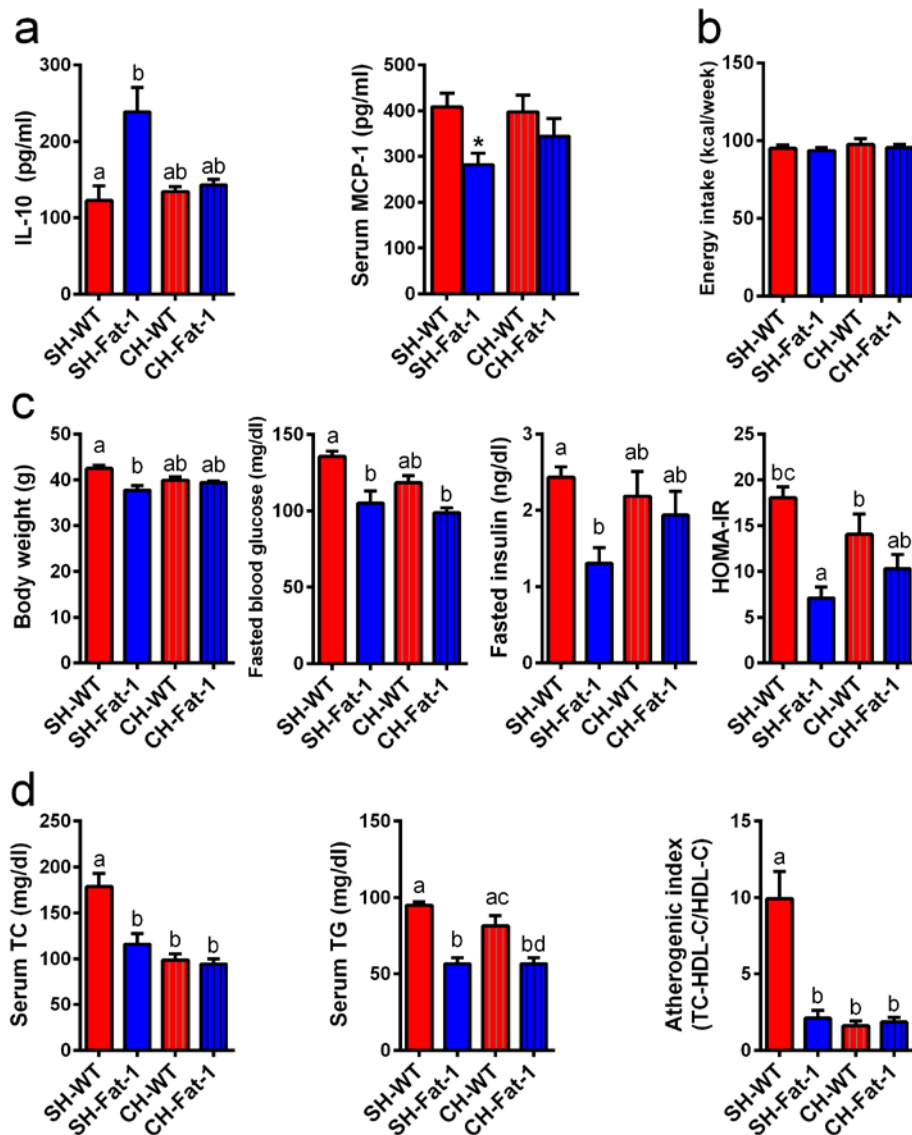 a
b
IL-10 (pg/ml)
300
200
100
0
a
b
ab
ab
SH-WT
SH-Fat-1
CH-WT
CH-Fat-1
Serum MCP-1 (pg/ml)
500
400
300
200
100
0
*
SH-WT
SH-Fat-1
CH-WT
CH-Fat-1
Energy intake (kcal/week)
150
100
50
0
SH-WT
SH-Fat-1
CH-WT
CH-Fat-1
c
Body weight (g)
50
40
30
20
10
0
a
b
ab
ab
SH-WT
SH-Fat-1
CH-WT
CH-Fat-1
Fasted blood glucose (mg/dl)
150
100
50
0
a
b
ab
b
SH-WT
SH-Fat-1
CH-WT
CH-Fat-1
Fasted insulin (ng/dl)
3
2
1
0
a
b
ab
ab
SH-WT
SH-Fat-1
CH-WT
CH-Fat-1
HOMA-IR
25
20
15
10
5
0
bc
a
b
ab
SH-WT
SH-Fat-1
CH-WT
CH-Fat-1
d
Serum TC (mg/dl)
250
200
150
100
50
0
a
b
b
b
SH-WT
SH-Fat-1
CH-WT
CH-Fat-1
Serum TG (mg/dl)
150
100
50
0
a
b
ac
bd
SH-WT
SH-Fat-1
CH-WT
CH-Fat-1
Atherogenic index
(TC-HDL-C/HDL-C)
15
10
5
0
a
b
b
b
SH-WT
SH-Fat-1
CH-WT
CH-Fat-1